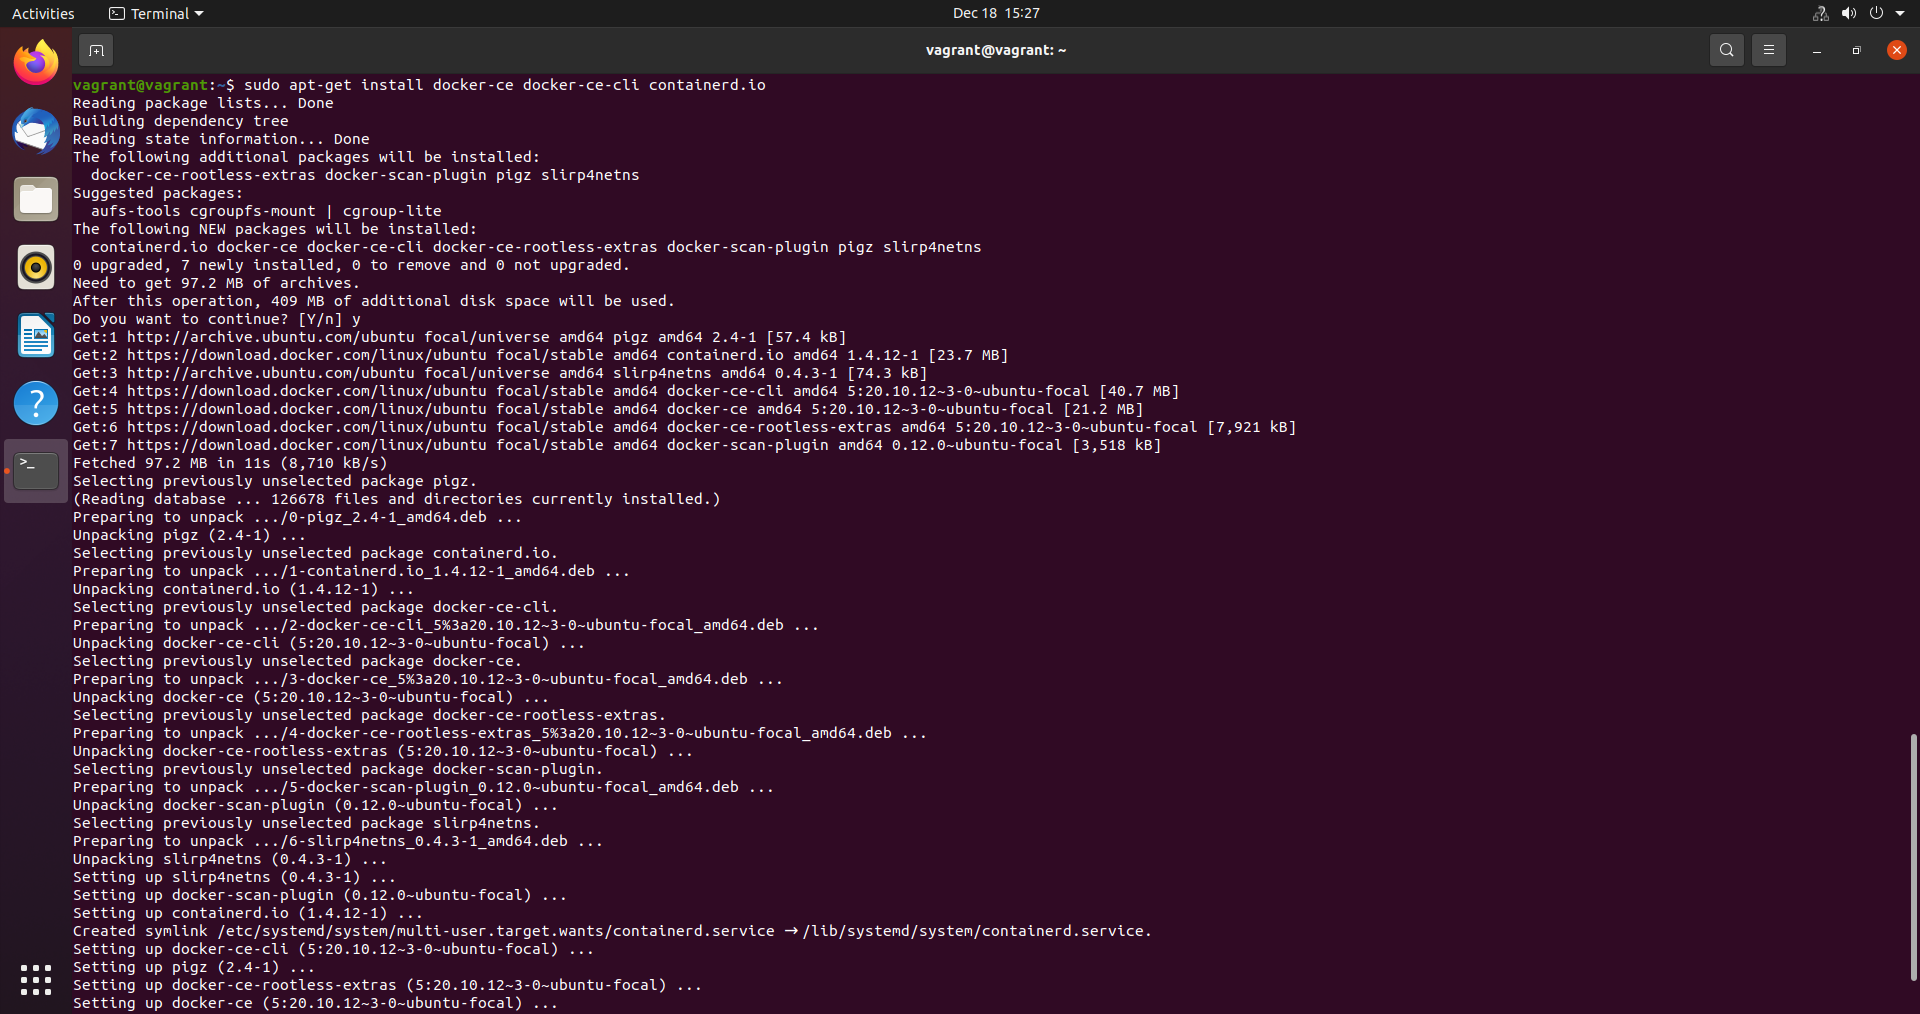 Activities Terminal Dec 18 15:27
vagrant@vagrant: ~
vagrant@vagrant:~$ sudo apt-get install docker-ce docker-ce-cli containerd.io
Reading package lists... Done
Building dependency tree
Reading state information... Done
The following additional packages will be installed:
  docker-ce-rootless-extras docker-scan-plugin pigz slirp4netns
Suggested packages:
  aufs-tools cgroupfs-mount | cgroup-lite
The following NEW packages will be installed:
  containerd.io docker-ce docker-ce-cli docker-ce-rootless-extras docker-scan-plugin pigz slirp4netns
0 upgraded, 7 newly installed, 0 to remove and 0 not upgraded.
Need to get 97.2 MB of archives.
After this operation, 409 MB of additional disk space will be used.
Do you want to continue? [Y/n] y
Get:1 http://archive.ubuntu.com/ubuntu focal/universe amd64 pigz amd64 2.4-1 [57.4 kB]
Get:2 https://download.docker.com/linux/ubuntu focal/stable amd64 containerd.io amd64 1.4.12-1 [23.7 MB]
Get:3 http://archive.ubuntu.com/ubuntu focal/universe amd64 slirp4netns amd64 0.4.3-1 [74.3 kB]
Get:4 https://download.docker.com/linux/ubuntu focal/stable amd64 docker-ce-cli amd64 5:20.10.12~3-0~ubuntu-focal [40.7 MB]
Get:5 https://download.docker.com/linux/ubuntu focal/stable amd64 docker-ce amd64 5:20.10.12~3-0~ubuntu-focal [21.2 MB]
Get:6 https://download.docker.com/linux/ubuntu focal/stable amd64 docker-ce-rootless-extras amd64 5:20.10.12~3-0~ubuntu-focal [7,921 kB]
Get:7 https://download.docker.com/linux/ubuntu focal/stable amd64 docker-scan-plugin amd64 0.12.0~ubuntu-focal [3,518 kB]
Fetched 97.2 MB in 11s (8,710 kB/s)
Selecting previously unselected package pigz.
(Reading database ... 126678 files and directories currently installed.)
Preparing to unpack .../0-pigz_2.4-1_amd64.deb ...
Unpacking pigz (2.4-1) ...
Selecting previously unselected package containerd.io.
Preparing to unpack .../1-containerd.io_1.4.12-1_amd64.deb ...
Unpacking containerd.io (1.4.12-1) ...
Selecting previously unselected package docker-ce-cli.
Preparing to unpack .../2-docker-ce-cli_5%3a20.10.12~3-0~ubuntu-focal_amd64.deb ...
Unpacking docker-ce-cli (5:20.10.12~3-0~ubuntu-focal) ...
Selecting previously unselected package docker-ce.
Preparing to unpack .../3-docker-ce_5%3a20.10.12~3-0~ubuntu-focal_amd64.deb ...
Unpacking docker-ce (5:20.10.12~3-0~ubuntu-focal) ...
Selecting previously unselected package docker-ce-rootless-extras.
Preparing to unpack .../4-docker-ce-rootless-extras_5%3a20.10.12~3-0~ubuntu-focal_amd64.deb ...
Unpacking docker-ce-rootless-extras (5:20.10.12~3-0~ubuntu-focal) ...
Selecting previously unselected package docker-scan-plugin.
Preparing to unpack .../5-docker-scan-plugin_0.12.0~ubuntu-focal_amd64.deb ...
Unpacking docker-scan-plugin (0.12.0~ubuntu-focal) ...
Selecting previously unselected package slirp4netns.
Preparing to unpack .../6-slirp4netns_0.4.3-1_amd64.deb ...
Unpacking slirp4netns (0.4.3-1) ...
Setting up slirp4netns (0.4.3-1) ...
Setting up docker-scan-plugin (0.12.0~ubuntu-focal) ...
Setting up containerd.io (1.4.12-1) ...
Created symlink /etc/systemd/system/multi-user.target.wants/containerd.service → /lib/systemd/system/containerd.service.
Setting up docker-ce-cli (5:20.10.12~3-0~ubuntu-focal) ...
Setting up pigz (2.4-1) ...
Setting up docker-ce-rootless-extras (5:20.10.12~3-0~ubuntu-focal) ...
Setting up docker-ce (5:20.10.12~3-0~ubuntu-focal) ...